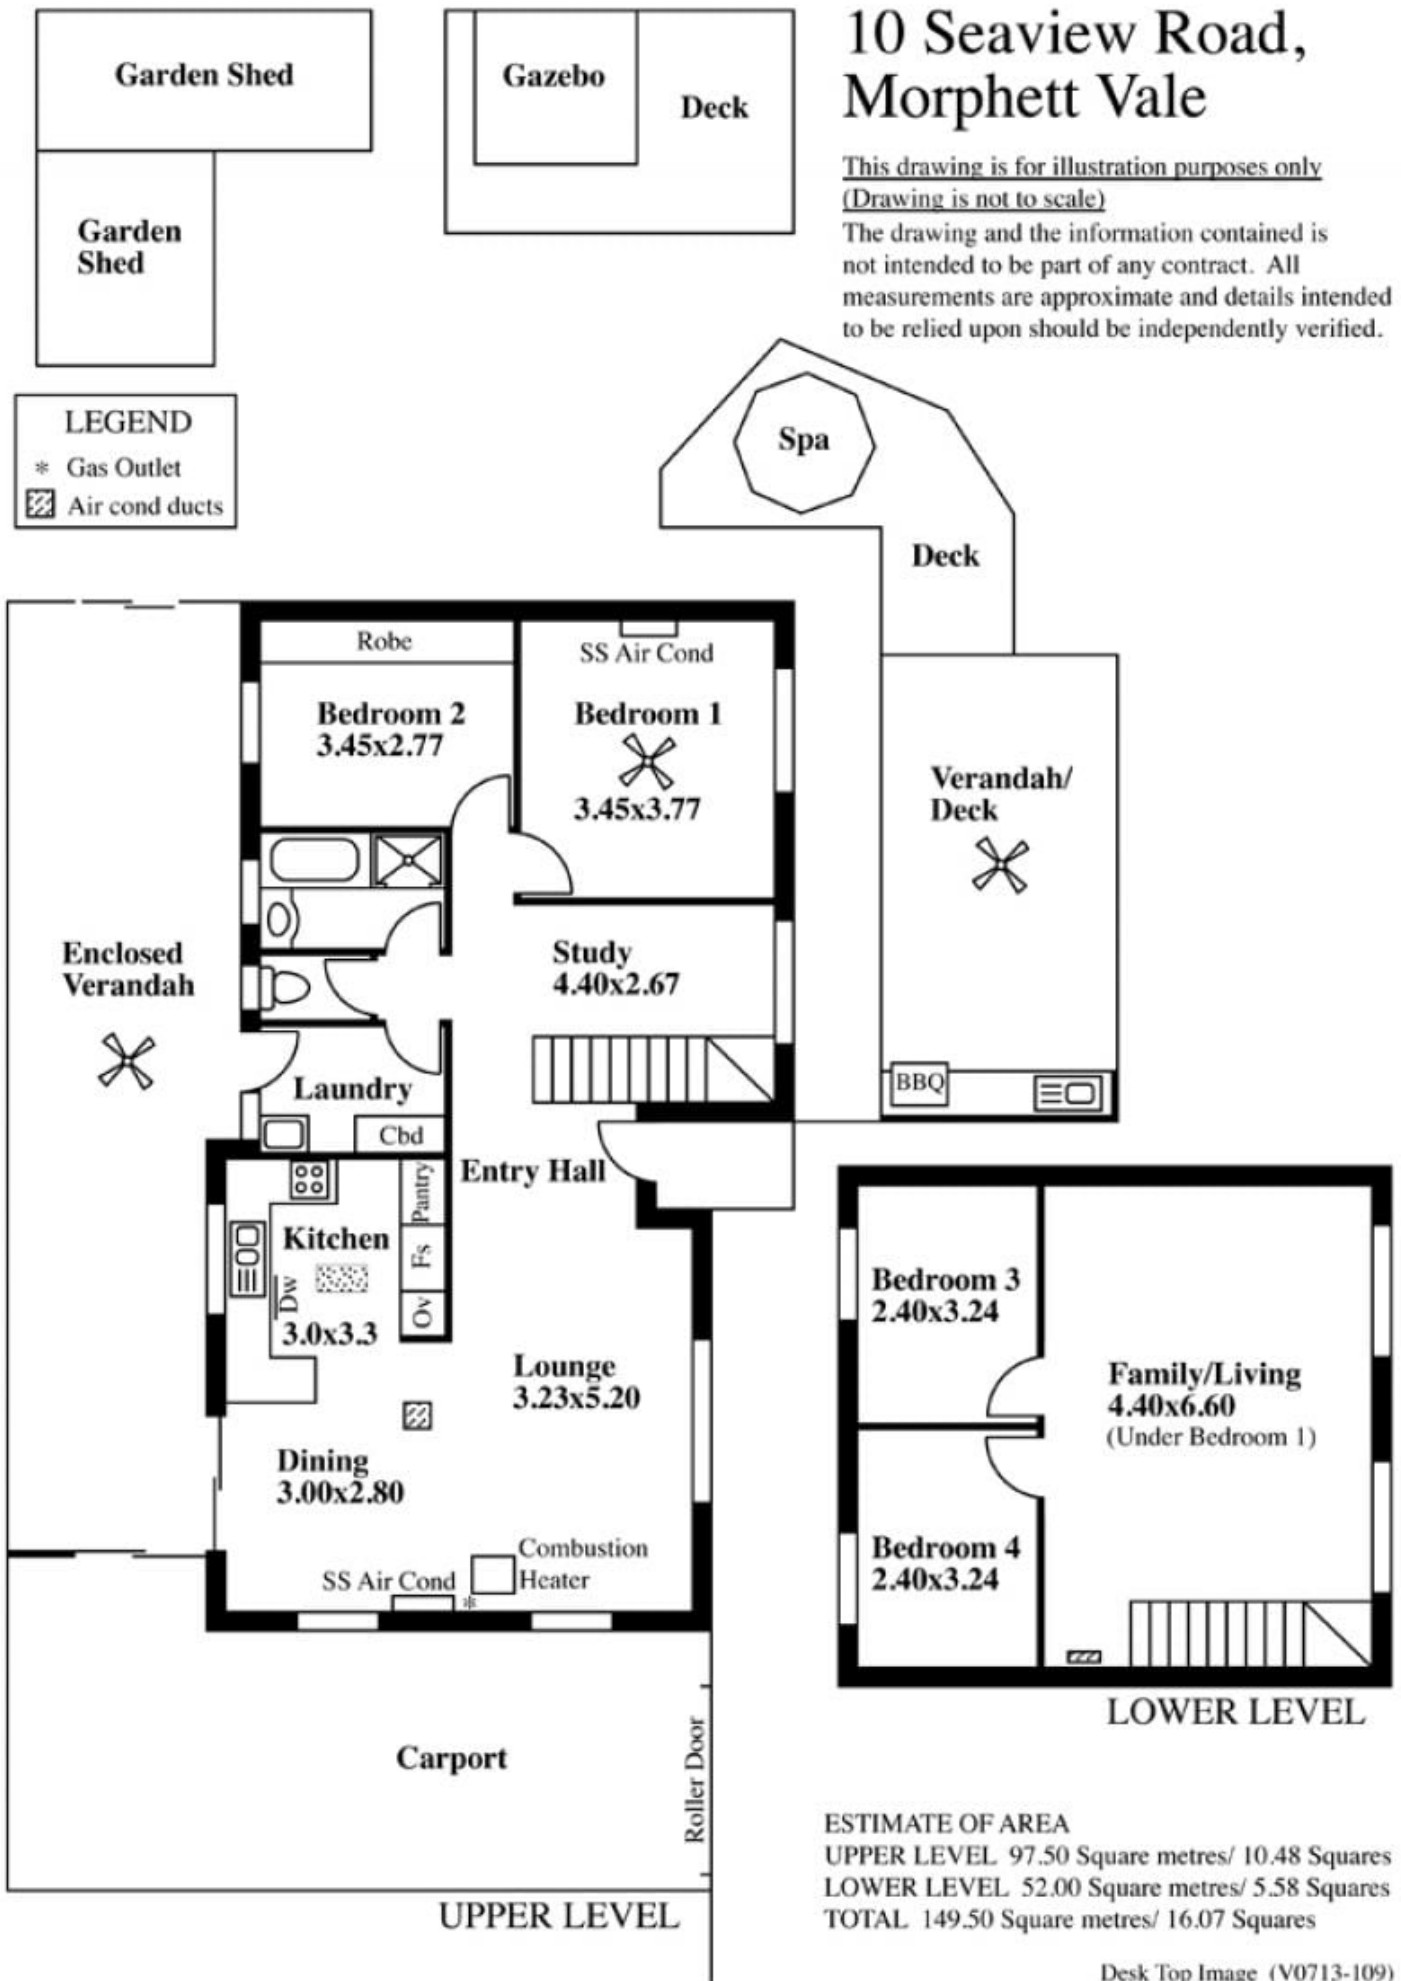 10 Seaview Road,
Morphett Vale
This drawing is for illustration purposes only
(Drawing is not to scale)
The drawing and the information contained is
not intended to be part of any contract. All
measurements are approximate and details intended
to be relied upon should be independently verified.
Garden Shed
Garden
Shed
Gazebo
Deck
LEGEND
* Gas Outlet
Air cond ducts
Spa
Deck
Verandah/
Deck
BBQ
Robe
Bedroom 2
3.45x2.77
SS Air Cond
Bedroom 1
3.45x3.77
Enclosed
Verandah
Study
4.40x2.67
Laundry
Cbd
Entry Hall
Pantry
Fs
Ov
Kitchen
Dw
3.0x3.3
Lounge
3.23x5.20
Dining
3.00x2.80
Combustion
Heater
SS Air Cond
*
Carport
Roller Door
UPPER LEVEL
Bedroom 3
2.40x3.24
Family/Living
4.40x6.60
(Under Bedroom 1)
Bedroom 4
2.40x3.24
LOWER LEVEL
ESTIMATE OF AREA
UPPER LEVEL 97.50 Square metres/ 10.48 Squares
LOWER LEVEL 52.00 Square metres/ 5.58 Squares
TOTAL 149.50 Square metres/ 16.07 Squares
Desk Top Image (V0713-109)